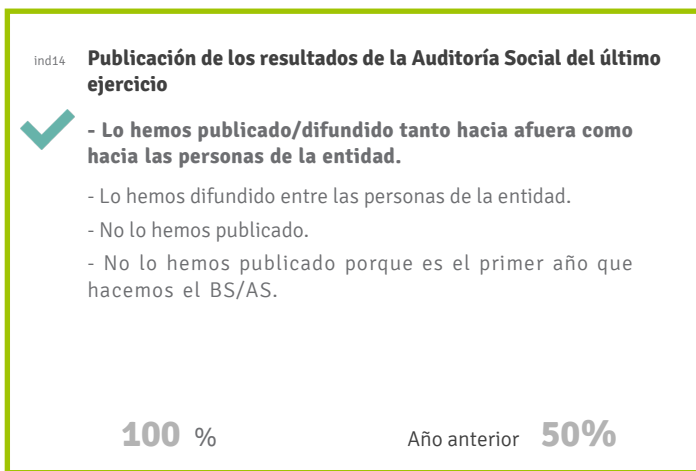 ind14 Publicación de los resultados de la Auditoría Social del último
ejercicio
- Lo hemos publicado/difundido tanto hacia afuera como
hacia las personas de la entidad.
- Lo hemos difundido entre las personas de la entidad.
- No lo hemos publicado.
- No lo hemos publicado porque es el primer año que
hacemos el BS/AS.
100 % Año anterior 50%